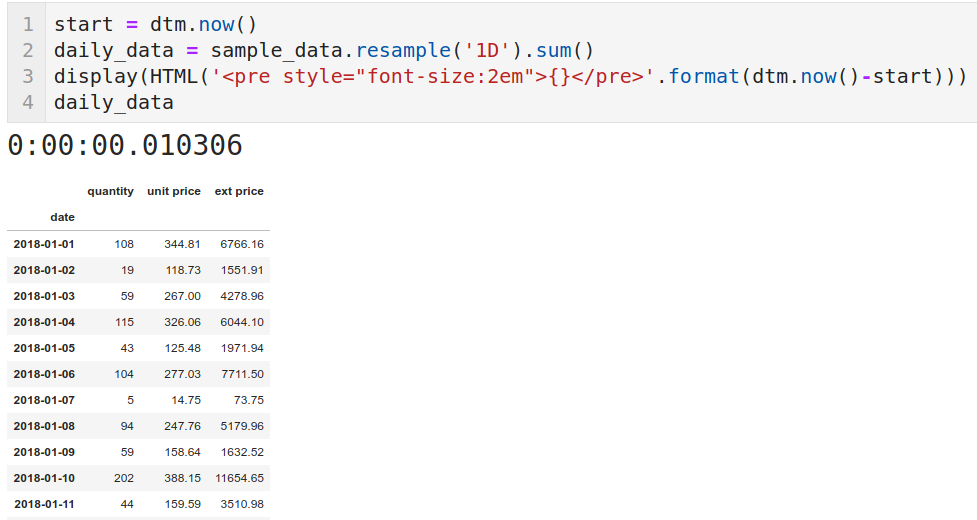 1 start = dtm.now()
2 daily_data = sample_data.resample('1D').sum()
3 display(HTML('<pre style="font-size:2em">{}</pre>'.format(dtm.now()-start)))
4 daily_data
0:00:00.010306
quantity unit price ext price
date
2018-01-01 108 344.81 6766.16
2018-01-02 19 118.73 1551.91
2018-01-03 59 267.00 4278.96
2018-01-04 115 326.06 6044.10
2018-01-05 43 125.48 1971.94
2018-01-06 104 277.03 7711.50
2018-01-07 5 14.75 73.75
2018-01-08 94 247.76 5179.96
2018-01-09 59 158.64 1632.52
2018-01-10 202 388.15 11654.65
2018-01-11 44 159.59 3510.98